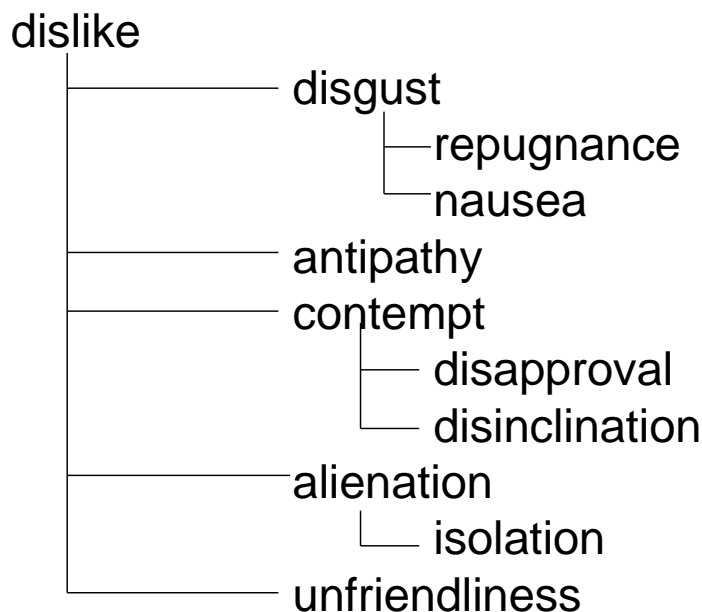 dislike
disgust
repugnance
nausea
antipathy
contempt
disapproval
disinclination
alienation
isolation
unfriendliness